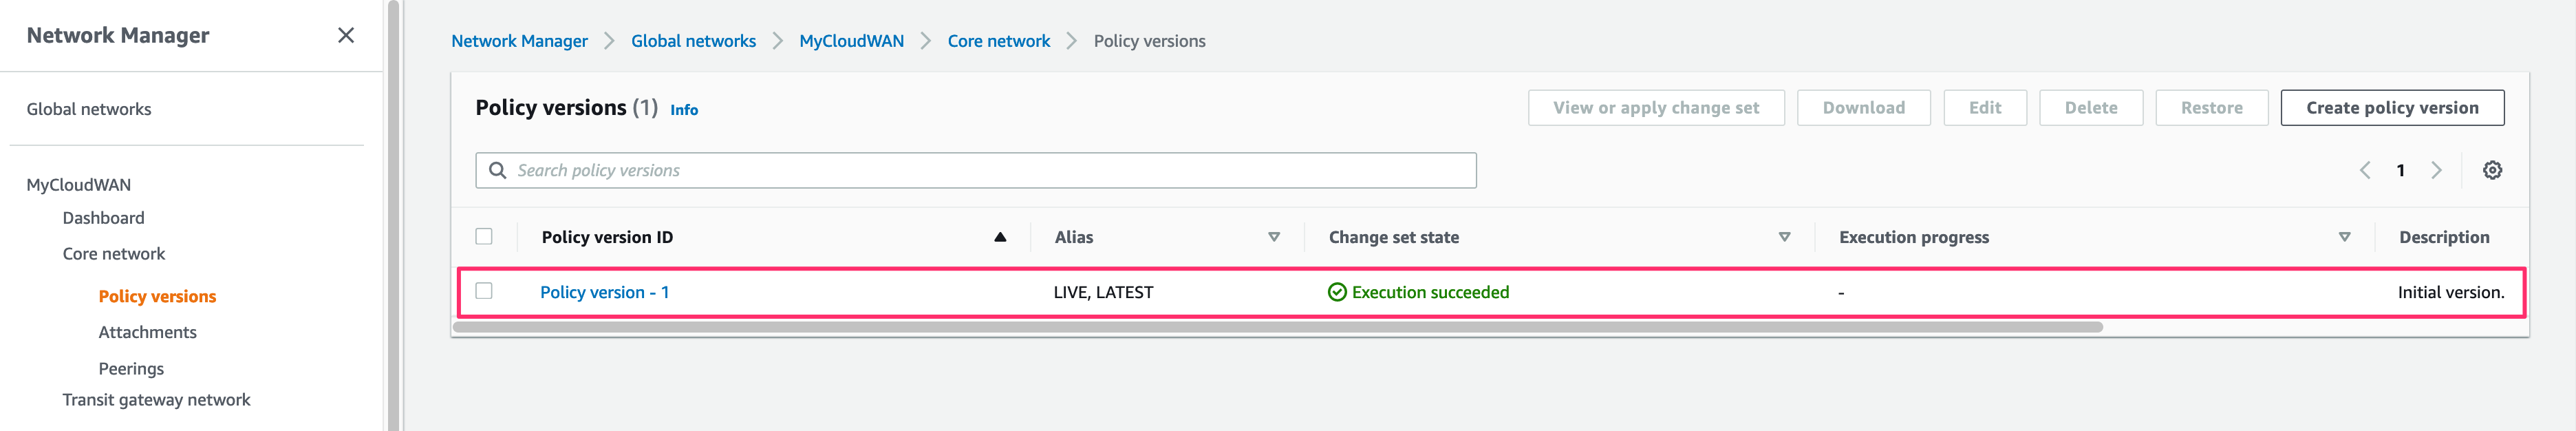 Network Manager
Global networks
MyCloudWAN
Dashboard
Core network
Policy versions
Attachments
Peerings
Transit gateway network
Network Manager Global networks MyCloudWAN Core network Policy versions
Policy versions (1) Info View or apply change set Download Edit Delete Restore Create policy version
Search policy versions 1
Policy version ID Alias Change set state Execution progress Description
Policy version - 1 LIVE, LATEST Execution succeeded - Initial version.